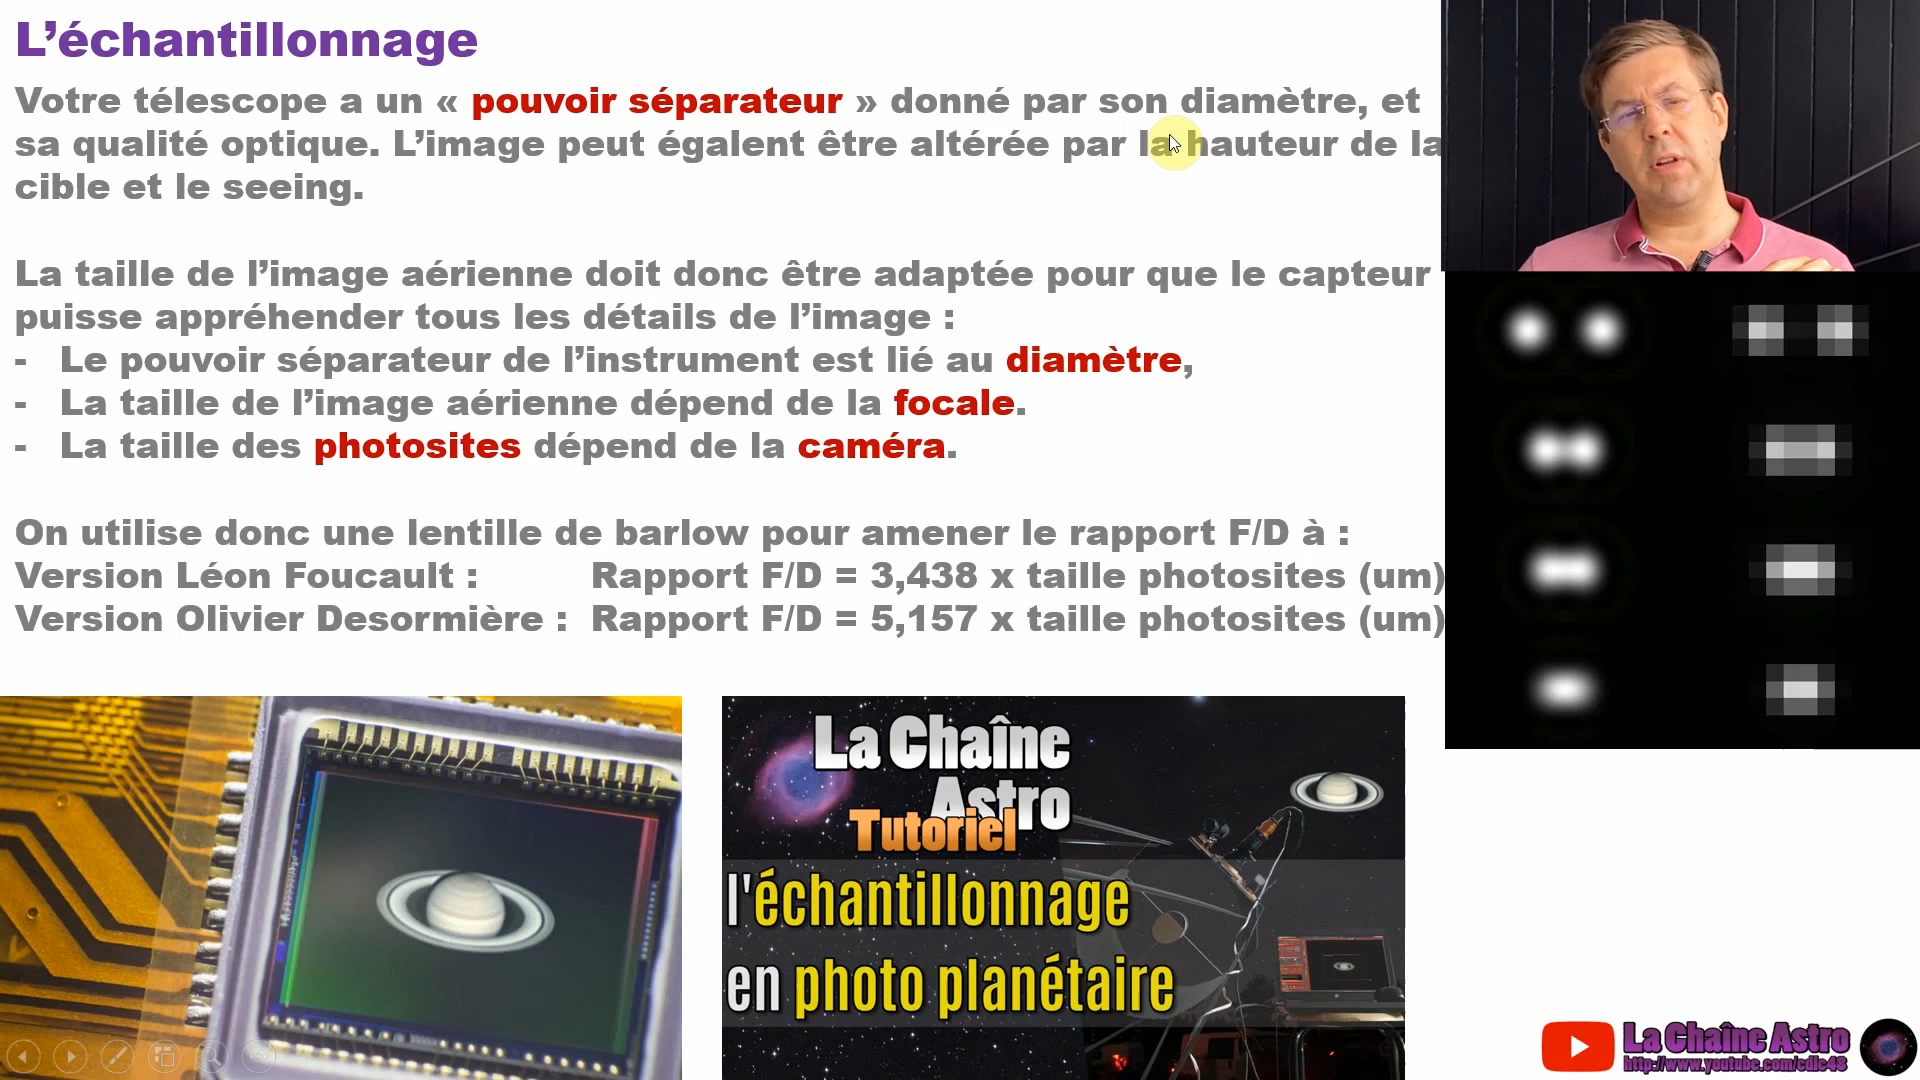 L'échantillonnage
Votre télescope a un « pouvoir séparateur » donné par son diamètre, et
sa qualité optique. L'image peut égalent être altérée par la hauteur de la
cible et le seeing.
La taille de l'image aérienne doit donc être adaptée pour que le capteur
puisse appréhender tous les détails de l'image :
- Le pouvoir séparateur de l'instrument est lié au diamètre,
- La taille de l'image aérienne dépend de la focale.
- La taille des photosites dépend de la caméra.
On utilise donc une lentille de barlow pour amener le rapport F/D à :
Version Léon Foucault : Rapport F/D = 3,438 x taille photosites (um)
Version Olivier Desormière : Rapport F/D = 5,157 x taille photosites (um)
La Chaîne
Astro
Tutoriel
l'échantillonnage
en photo planétaire
La Chaîne Astro
http://www.youtube.com/cdlc48